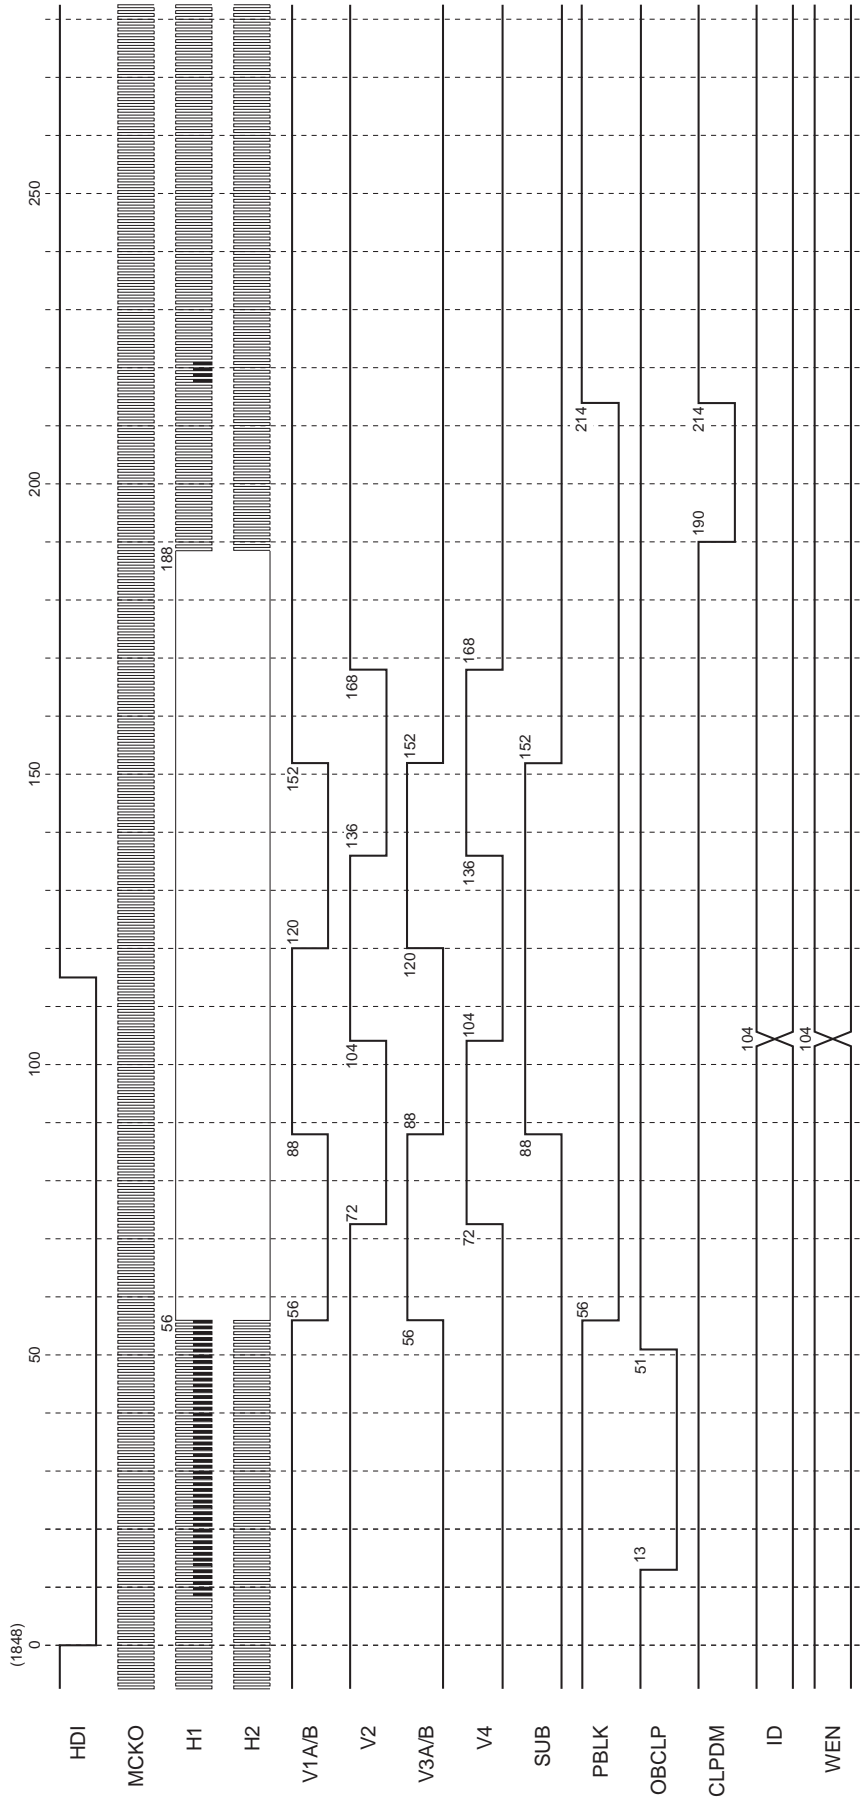 (1848)
0
50
100
150
200
250
HDI
MCKO
H1
56
188
H2
V1A/B
56
88
120
152
V2
72
104
136
168
V3A/B
56
88
120
152
V4
72
104
136
168
SUB
88
152
PBLK
56
214
OBCLP
13
51
CLPDM
190
214
ID
104
WEN
104